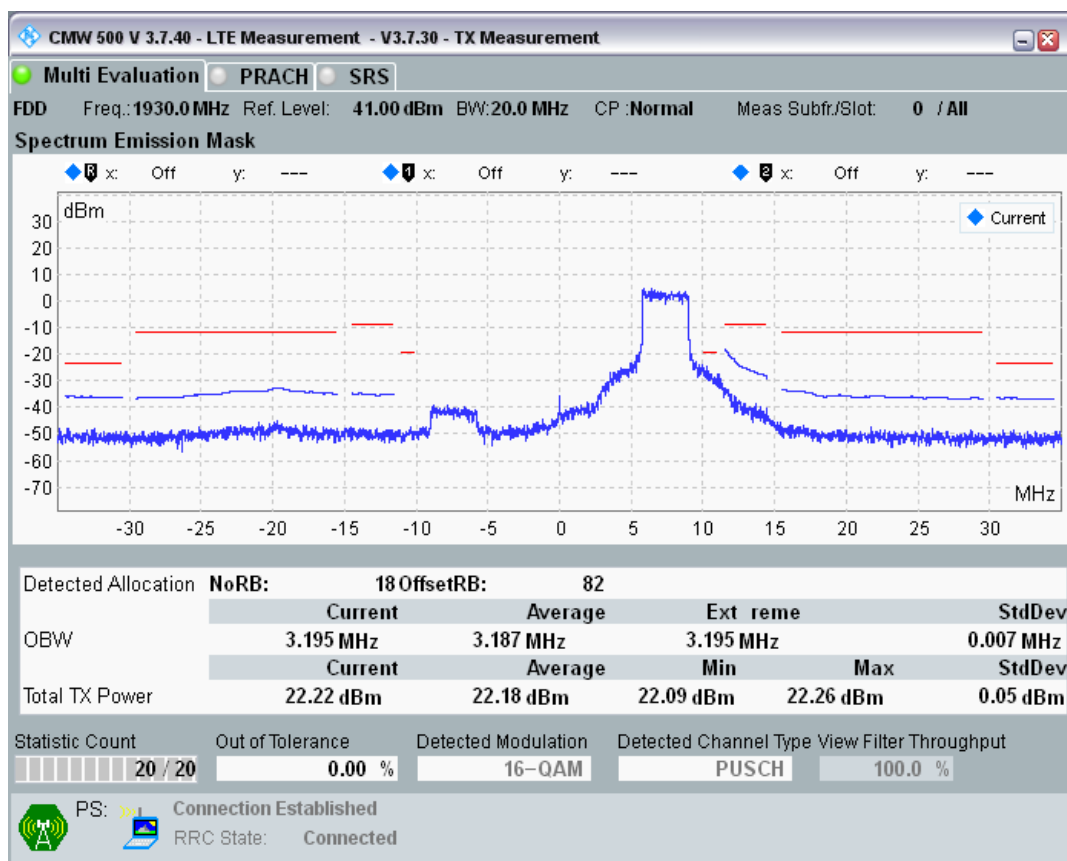 CMW 500 V 3.7.40 - LTE Measurement - V3.7.30 - TX Measurement
Multi Evaluation PRACH SRS
FDD Freq.: 1930.0 MHz Ref. Level: 41.00 dBm BW: 20.0 MHz CP : Normal Meas Subfr./Slot: 0 / All
Spectrum Emission Mask
R x: Off y: --- 1 x: Off y: --- 2 x: Off y: ---
dBm
Current
30
20
10
0
-10
-20
-30
-40
-50
-60
-70
MHz
-30 -25 -20 -15 -10 -5 0 5 10 15 20 25 30
Detected Allocation NoRB: 18 OffsetRB: 82
Current Average Ext reme StdDev
OBW 3.195 MHz 3.187 MHz 3.195 MHz 0.007 MHz
Current Average Min Max StdDev
Total TX Power 22.22 dBm 22.18 dBm 22.09 dBm 22.26 dBm 0.05 dBm
Statistic Count Out of Tolerance Detected Modulation Detected Channel Type View Filter Throughput
20 / 20 0.00 % 16-QAM PUSCH 100.0 %
PS: Connection Established
RRC State: Connected